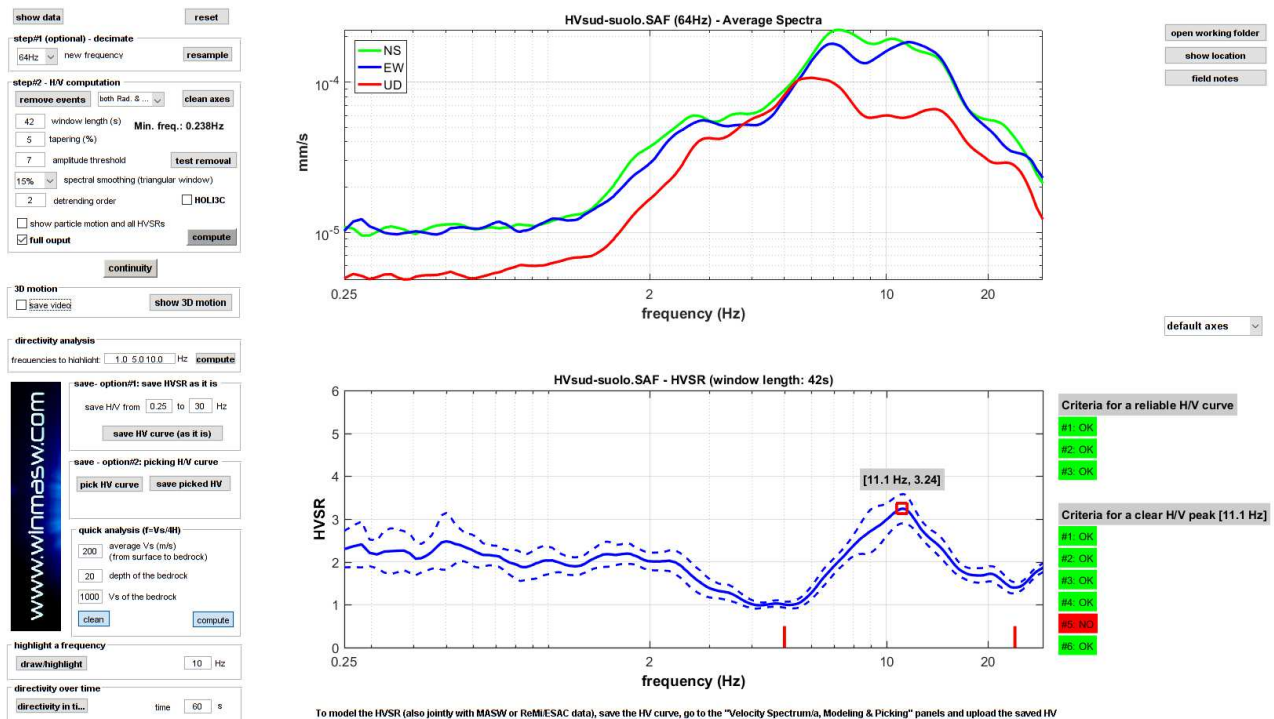 show data
reset
step#1 (optional) - decimate
64Hz new frequency resample
step#2 - H/V computation
remove events both Rad. & ... clean axes
42 window length (s) Min. freq.: 0.238Hz
5 tapering (%)
7 amplitude threshold test removal
15% spectral smoothing (triangular window)
2 detrending order HOLI3C
show particle motion and all HVSRs
full ouput compute
continuity
3D motion
save video show 3D motion
directivity analysis
frequencies to highlight: 1.0 5.0 10.0 Hz compute
www.winmasw.com
save- option#1: save HVSR as it is
save H/V from 0.25 to 30 Hz
save HV curve (as it is)
save - option#2: picking H/V curve
pick HV curve save picked HV
quick analysis (f=Vs/4H)
200 average Vs (m/s)
(from surface to bedrock)
20 depth of the bedrock
1000 Vs of the bedrock
clean compute
highlight a frequency
draw/highlight 10 Hz
directivity over time
directivity in ti... time 60 s
HVsud-suolo.SAF (64Hz) - Average Spectra
NS
EW
UD
10-4
10-5
mm/s
0.25 2 10 20
frequency (Hz)
HVsud-suolo.SAF - HVSR (window length: 42s)
6
5
4
3
2
1
0
HVSR
[11.1 Hz, 3.24]
0.25 2 10 20
frequency (Hz)
To model the HVSR (also jointly with MASW or ReMi/ESAC data), save the HV curve, go to the "Velocity Spectrum/a, Modeling & Picking" panels and upload the saved HV
open working folder
show location
field notes
default axes
Criteria for a reliable H/V curve
#1: OK
#2: OK
#3: OK
Criteria for a clear H/V peak [11.1 Hz]
#1: OK
#2: OK
#3: OK
#4: OK
#5: NO
#6: OK